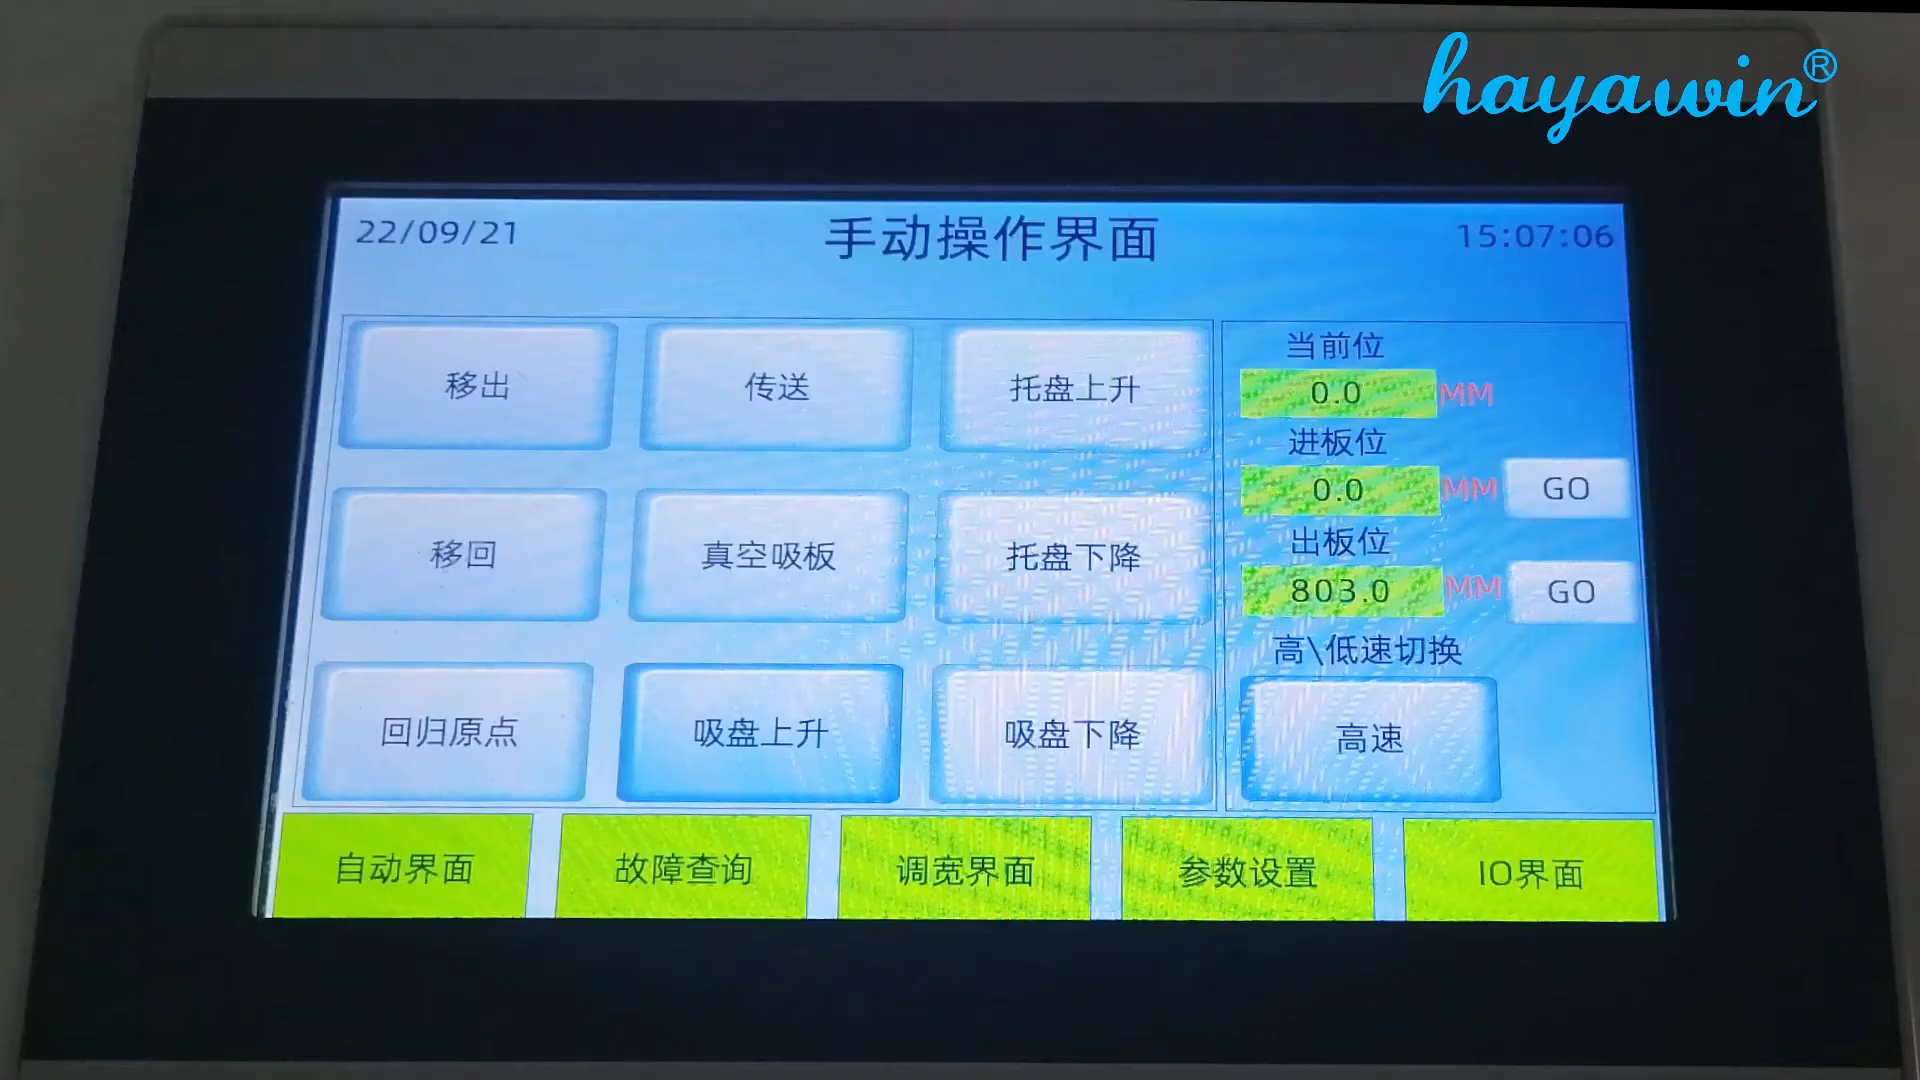 hayawin®
22/09/21 手动操作界面 15:07:06
移出 传送 托盘上升
移回 真空吸板 托盘下降
回归原点 吸盘上升 吸盘下降
当前位
0.0 MM
进板位
0.0 MM GO
出板位
803.0 MM GO
高\低速切换
高速
自动界面 故障查询 调宽界面 参数设置 IO界面